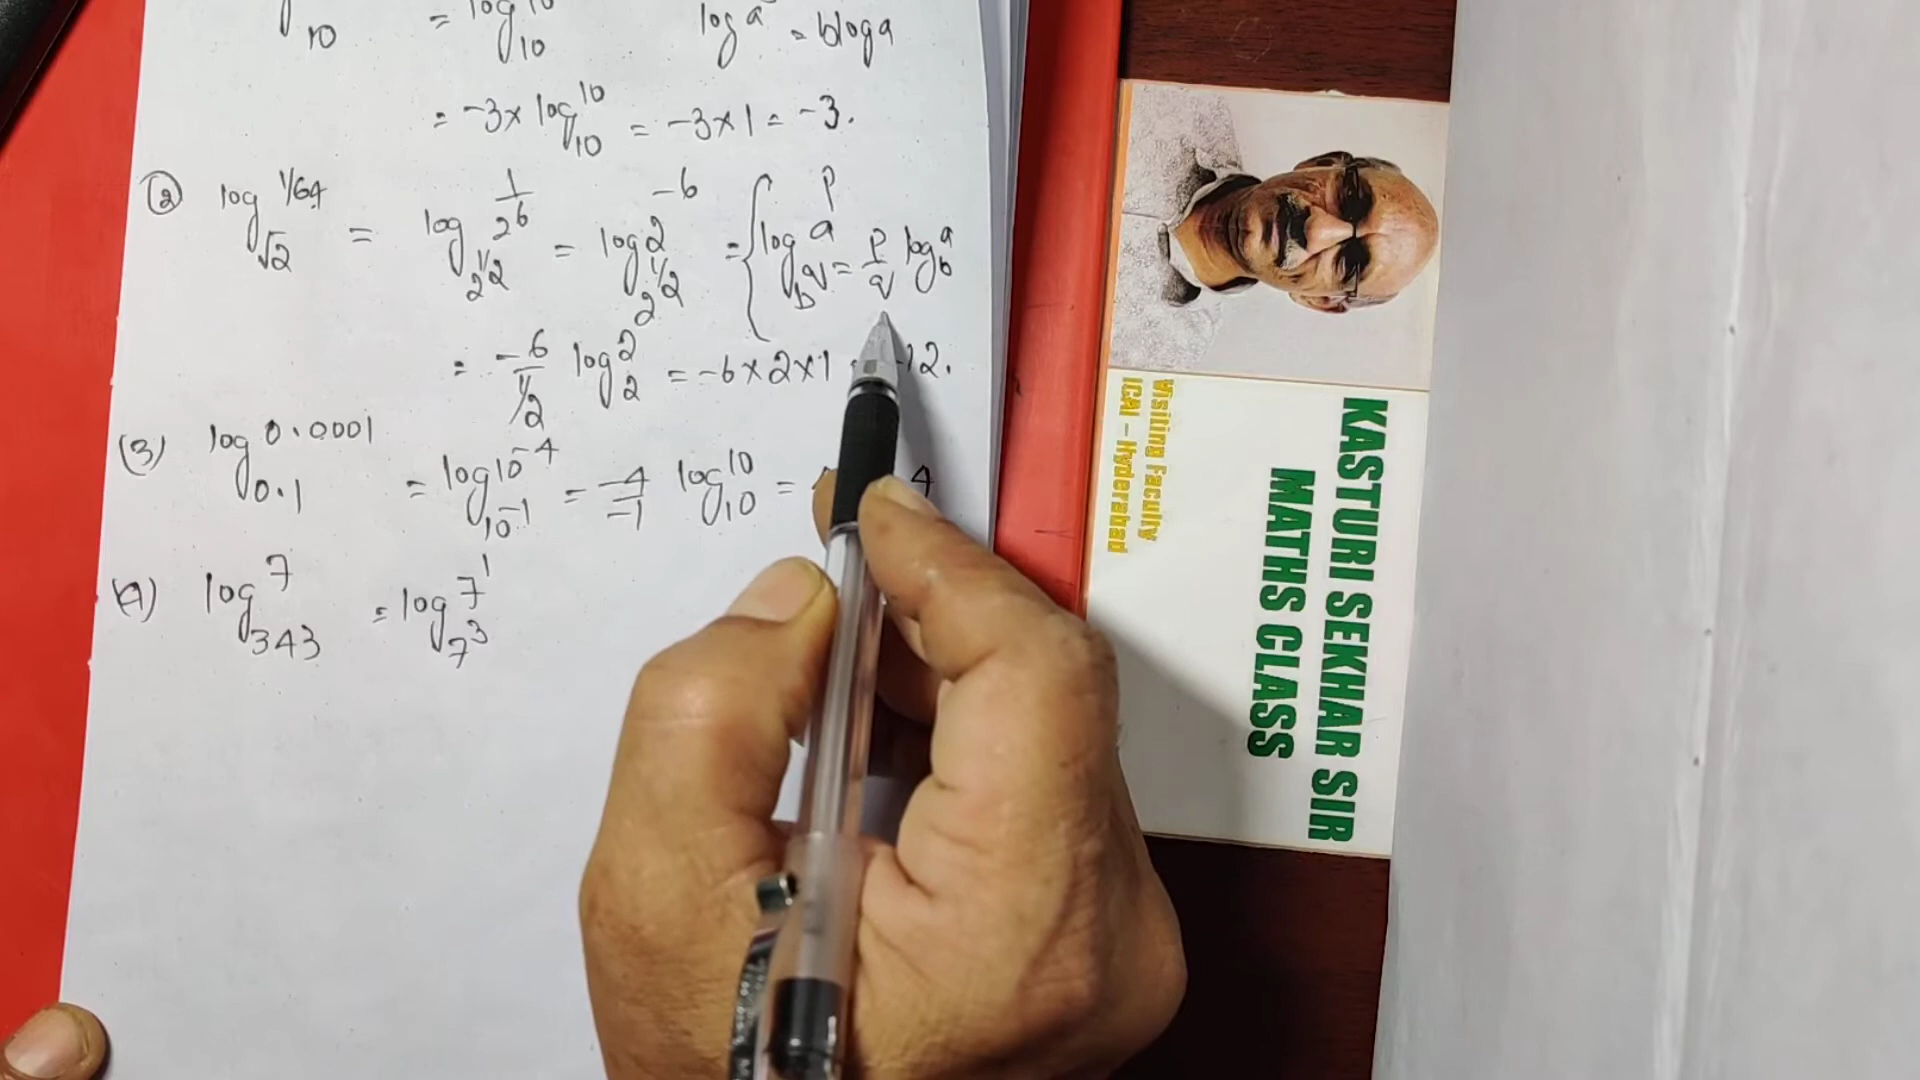 10 = log 10 10 log a = b log a
= -3 × log 10 10 = -3 × 1 = -3.
② log 1/64 √2 = log 1/2^6 2^1/2 = log 2^-6 2^1/2 = { log a^p b^q = p/q log a b
= -6/(1/2) log 2 2 = -6 × 2 × 1 = -12.
(3) log 0.0001 0.1 = log 10^-4 10^-1 = -4/-1 log 10 10 = 4
(4) log 7 343 = log 7^1 7^3
KASTURI SEKHAR SIR
MATHS CLASS
Visiting Faculty
ICAI - Hyderabad